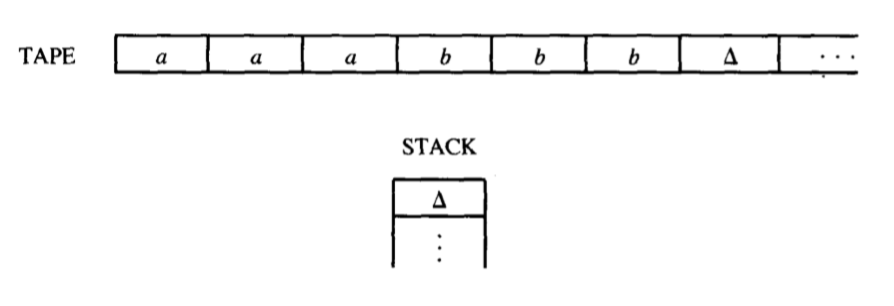 TAPE a a a b b b Δ ...
STACK
Δ
⋮